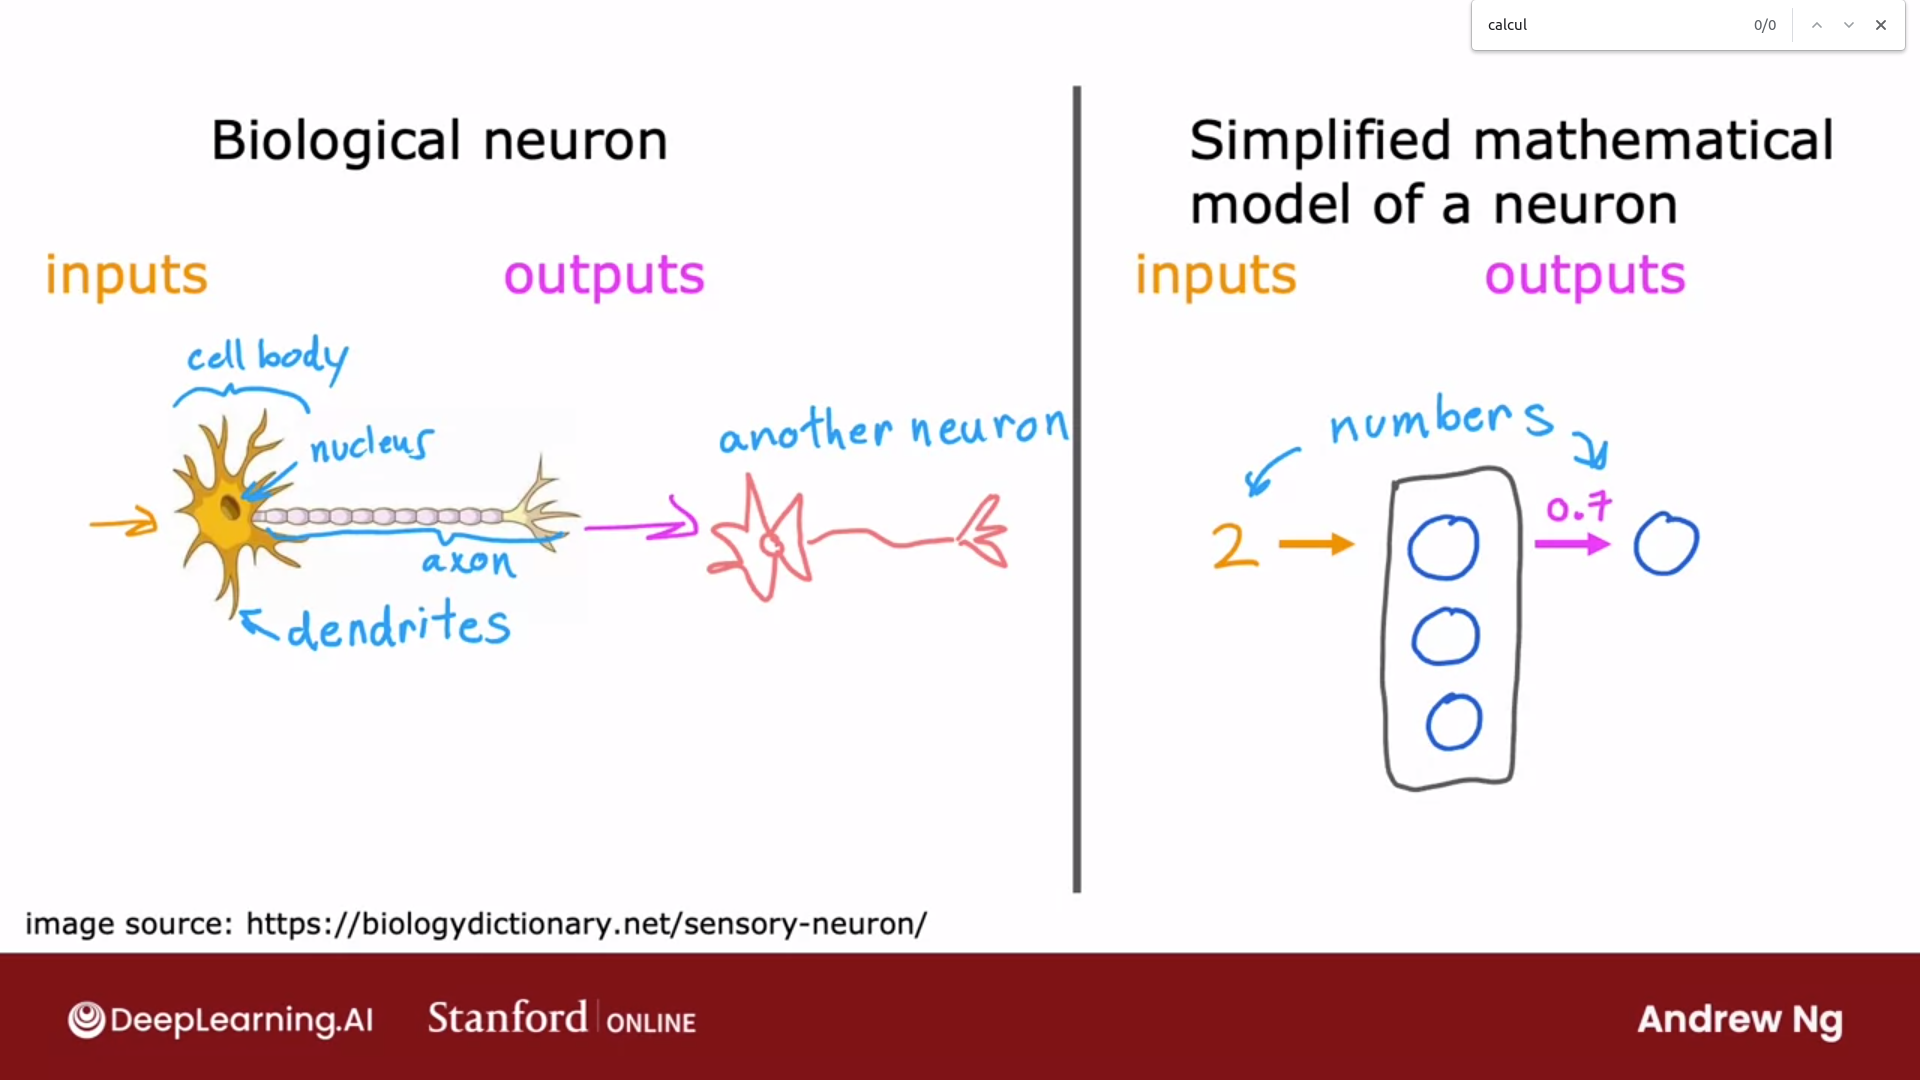 calcul
0/0
Biological neuron
inputs
outputs
cell body
nucleus
another neuron
axon
dendrites
Simplified mathematical
model of a neuron
inputs
outputs
numbers
2
0.7
image source: https://biologydictionary.net/sensory-neuron/
DeepLearning.AI
Stanford ONLINE
Andrew Ng